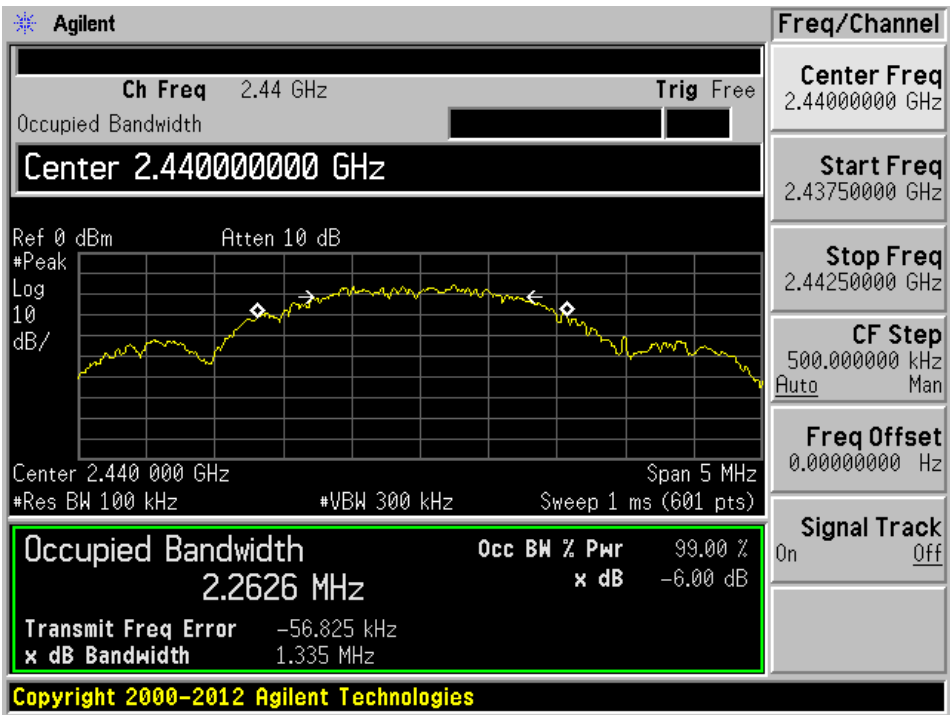 Agilent
Freq/Channel
Ch Freq 2.44 GHz Trig Free
Occupied Bandwidth
Center 2.440000000 GHz
Ref 0 dBm Atten 10 dB
#Peak
Log
10
dB/
Center 2.440 000 GHz Span 5 MHz
#Res BW 100 kHz #VBW 300 kHz Sweep 1 ms (601 pts)
Occupied Bandwidth Occ BW % Pwr 99.00 %
2.2626 MHz x dB -6.00 dB
Transmit Freq Error -56.825 kHz
x dB Bandwidth 1.335 MHz
Copyright 2000-2012 Agilent Technologies
Center Freq
2.44000000 GHz
Start Freq
2.43750000 GHz
Stop Freq
2.44250000 GHz
CF Step
500.000000 kHz
Auto Man
Freq Offset
0.00000000 Hz
Signal Track
On Off